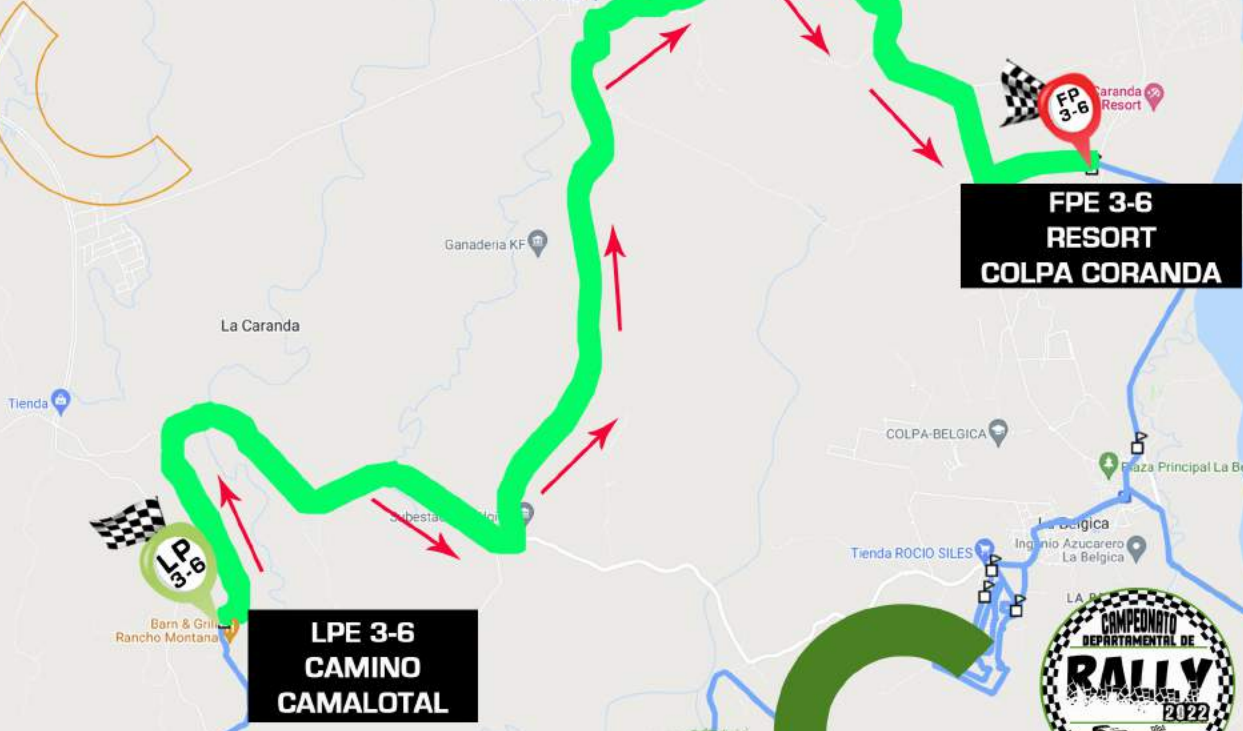 FP
3-6
Caranda
Resort
FPE 3-6
RESORT
COLPA CORANDA
Ganaderia KF
La Caranda
Tienda
COLPA-BELGICA
Plaza Principal La Be
La Belgica
Tienda ROCIO SILES
Ingenio Azucarero
La Belgica
LP
3-6
Barn & Grill
Rancho Montana
LPE 3-6
CAMINO
CAMALOTAL
CAMPEONATO
DEPARTAMENTAL DE
RALLY
2022